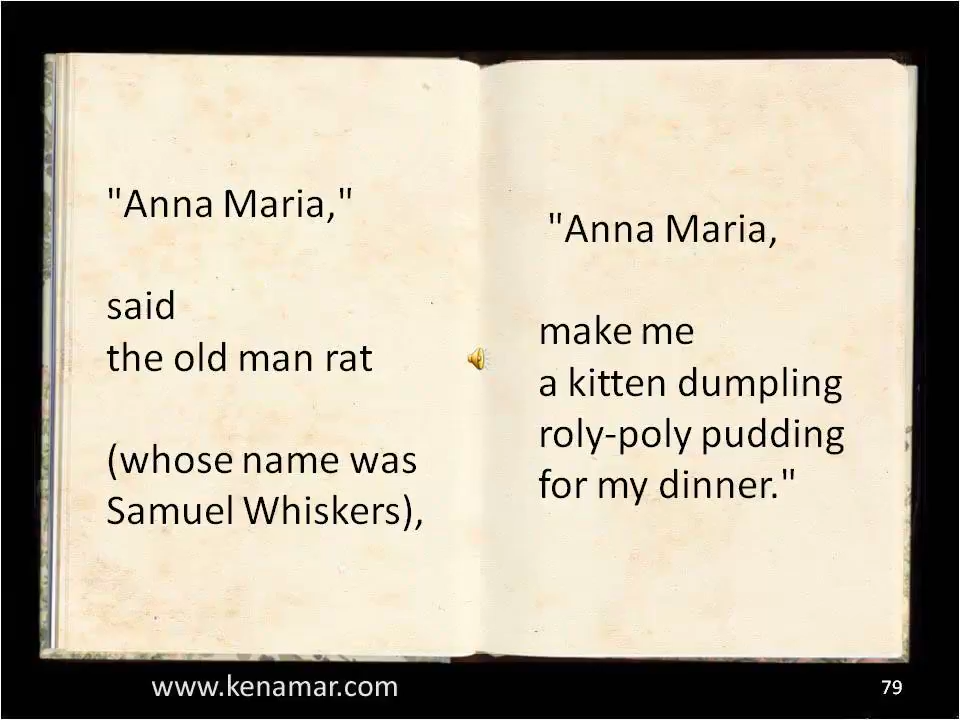 "Anna Maria,"
said
the old man rat
(whose name was
Samuel Whiskers),
"Anna Maria,
make me
a kitten dumpling
roly-poly pudding
for my dinner."
www.kenamar.com
79